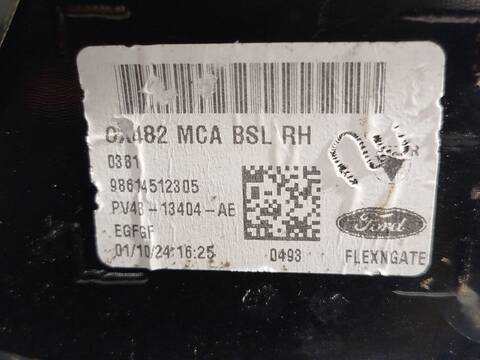 CX482 MCA BSL RH
0381
98614512305
PV4B-13404-AE
EGFGF
01/10/24 16:25
0493
Ford
FLEXNGATE